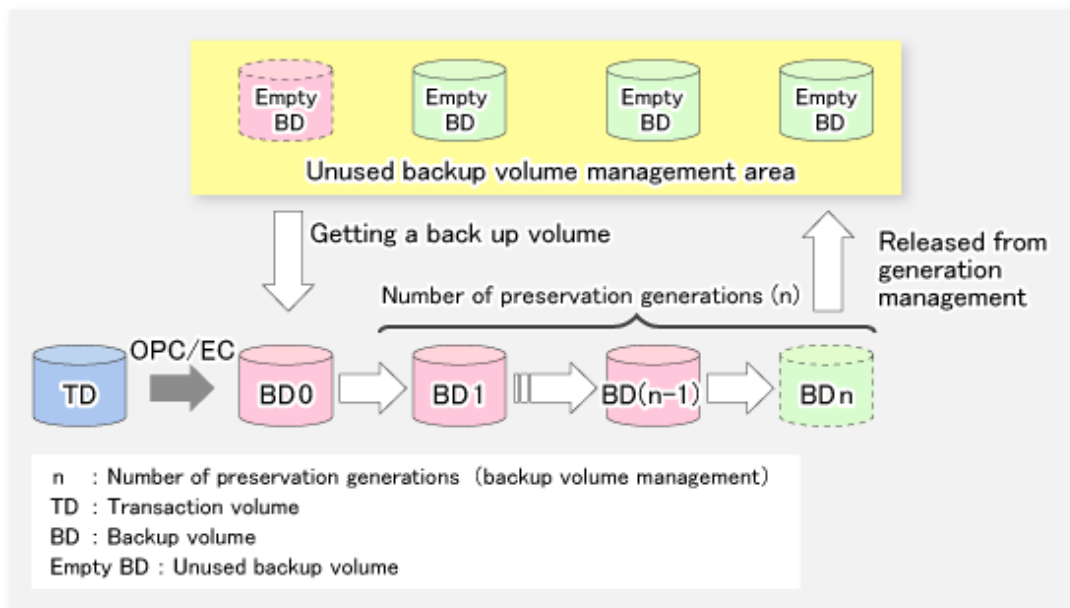 Empty
BD
Empty
BD
Empty
BD
Empty
BD
Unused backup volume management area
Getting a back up volume
Released from
generation
management
Number of preservation generations (n)
OPC/EC
TD
BD0
BD1
BD(n-1)
BDn
n : Number of preservation generations (backup volume management)
TD : Transaction volume
BD : Backup volume
Empty BD : Unused backup volume